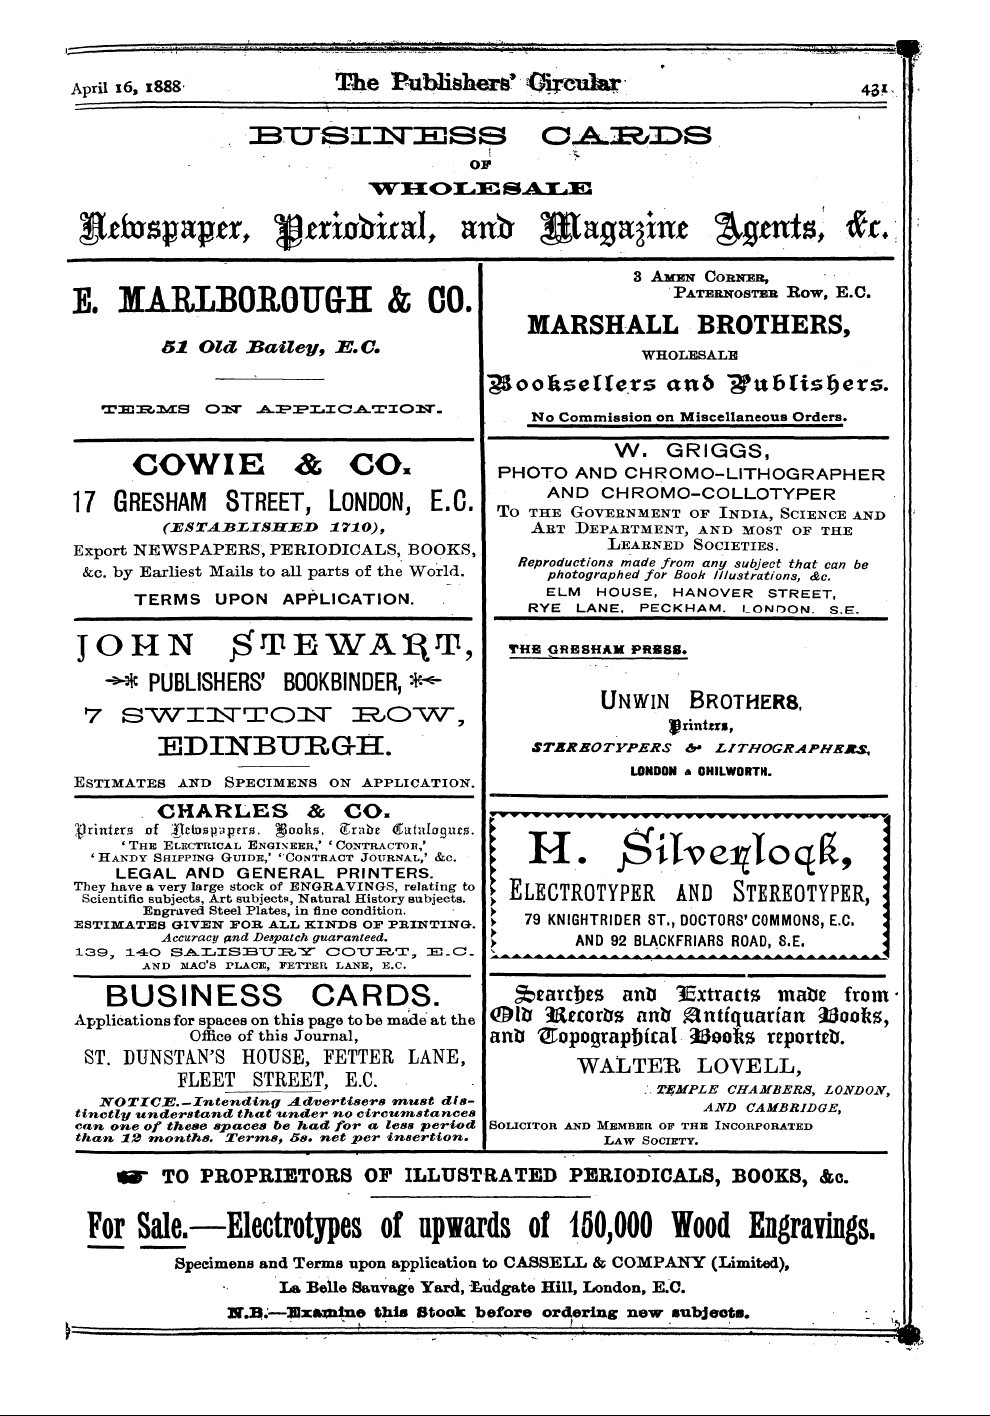 April 16, 1888
The Publishers' Circular
431
BUSINESS CARDS
OF
WHOLESALE
Newspaper, Periodical, and Magazine Agents, &c.
E. MARLBOROUGH & CO.
51 Old Bailey, E.C.
TERMS ON APPLICATION.
COWIE & CO.
17 GRESHAM STREET, LONDON, E.C.
(ESTABLISHED 1710),
Export NEWSPAPERS, PERIODICALS, BOOKS,
&c. by Earliest Mails to all parts of the World.
TERMS UPON APPLICATION.
JOHN STEWART,
PUBLISHERS' BOOKBINDER,
7 SWINTON ROW,
EDINBURGH.
ESTIMATES AND SPECIMENS ON APPLICATION.
CHARLES & CO.
Printers of Newspapers, Books, Trade Catalogues.
'THE ELECTRICAL ENGINEER,' 'CONTRACTOR,'
'HANDY SHIPPING GUIDE,' 'CONTRACT JOURNAL,' &c.
LEGAL AND GENERAL PRINTERS.
They have a very large stock of ENGRAVINGS, relating to
Scientific subjects, Art subjects, Natural History subjects.
Engraved Steel Plates, in fine condition.
ESTIMATES GIVEN FOR ALL KINDS OF PRINTING.
Accuracy and Despatch guaranteed.
139, 140 SALISBURY COURT, E.C.
AND MAC'S PLACE, FETTER LANE, E.C.
BUSINESS CARDS.
Applications for spaces on this page to be made at the
Office of this Journal,
ST. DUNSTAN'S HOUSE, FETTER LANE,
FLEET STREET, E.C.
NOTICE.—Intending Advertisers must dis-
tinctly understand that under no circumstances
can one of these spaces be had for a less period
than 12 months. Terms, 5s. net per insertion.
3 AMEN CORNER,
PATERNOSTER ROW, E.C.
MARSHALL BROTHERS,
WHOLESALE
Booksellers and Publishers.
No Commission on Miscellaneous Orders.
W. GRIGGS,
PHOTO AND CHROMO-LITHOGRAPHER
AND CHROMO-COLLOTYPER
TO THE GOVERNMENT OF INDIA, SCIENCE AND
ART DEPARTMENT, AND MOST OF THE
LEARNED SOCIETIES.
Reproductions made from any subject that can be
photographed for Book Illustrations, &c.
ELM HOUSE, HANOVER STREET,
RYE LANE, PECKHAM, LONDON, S.E.
THE GRESHAM PRESS.
UNWIN BROTHERS,
Printers,
STEREOTYPERS & LITHOGRAPHERS,
LONDON & CHILWORTH.
H. Silverlock,
ELECTROTYPER AND STEREOTYPER,
79 KNIGHTRIDER ST., DOCTORS' COMMONS, E.C.
AND 92 BLACKFRIARS ROAD, S.E.
Searches and Extracts made from
Old Records and Antiquarian Books,
and Topographical Books reported.
WALTER LOVELL,
TEMPLE CHAMBERS, LONDON,
AND CAMBRIDGE,
SOLICITOR AND MEMBER OF THE INCORPORATED
LAW SOCIETY.
TO PROPRIETORS OF ILLUSTRATED PERIODICALS, BOOKS, &c.
For Sale.—Electrotypes of upwards of 150,000 Wood Engravings.
Specimens and Terms upon application to CASSELL & COMPANY (Limited),
La Belle Sauvage Yard, Ludgate Hill, London, E.C.
N.B.—Examine this Stock before ordering new subjects.